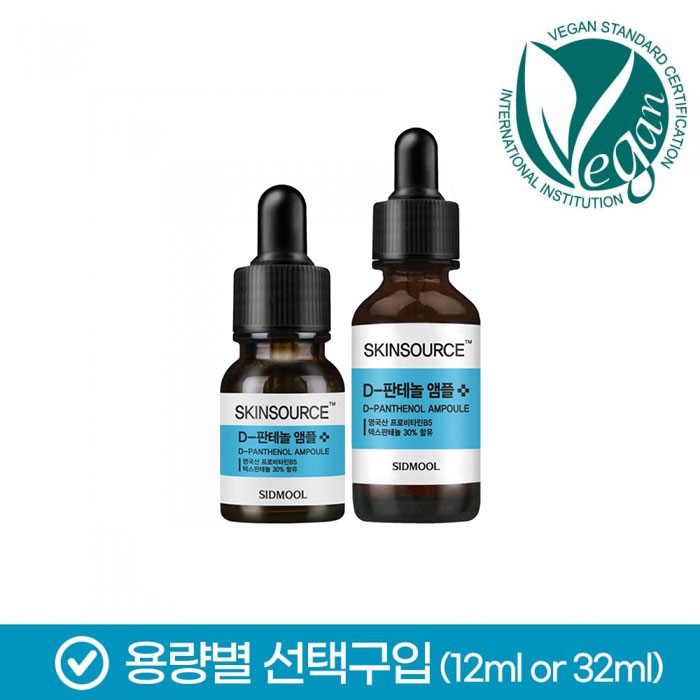 VEGAN STANDARD CERTIFICATION
INTERNATIONAL INSTITUTION
Vegan
SKINSOURCE™
D-판테놀 앰플
D-PANTHENOL AMPOULE
영국산 프로비타민B5
덱스판테놀 30% 함유
SIDMOOL
SKINSOURCE™
D-판테놀 앰플
D-PANTHENOL AMPOULE
영국산 프로비타민B5
덱스판테놀 30% 함유
SIDMOOL
용량별 선택구입 (12ml or 32ml)